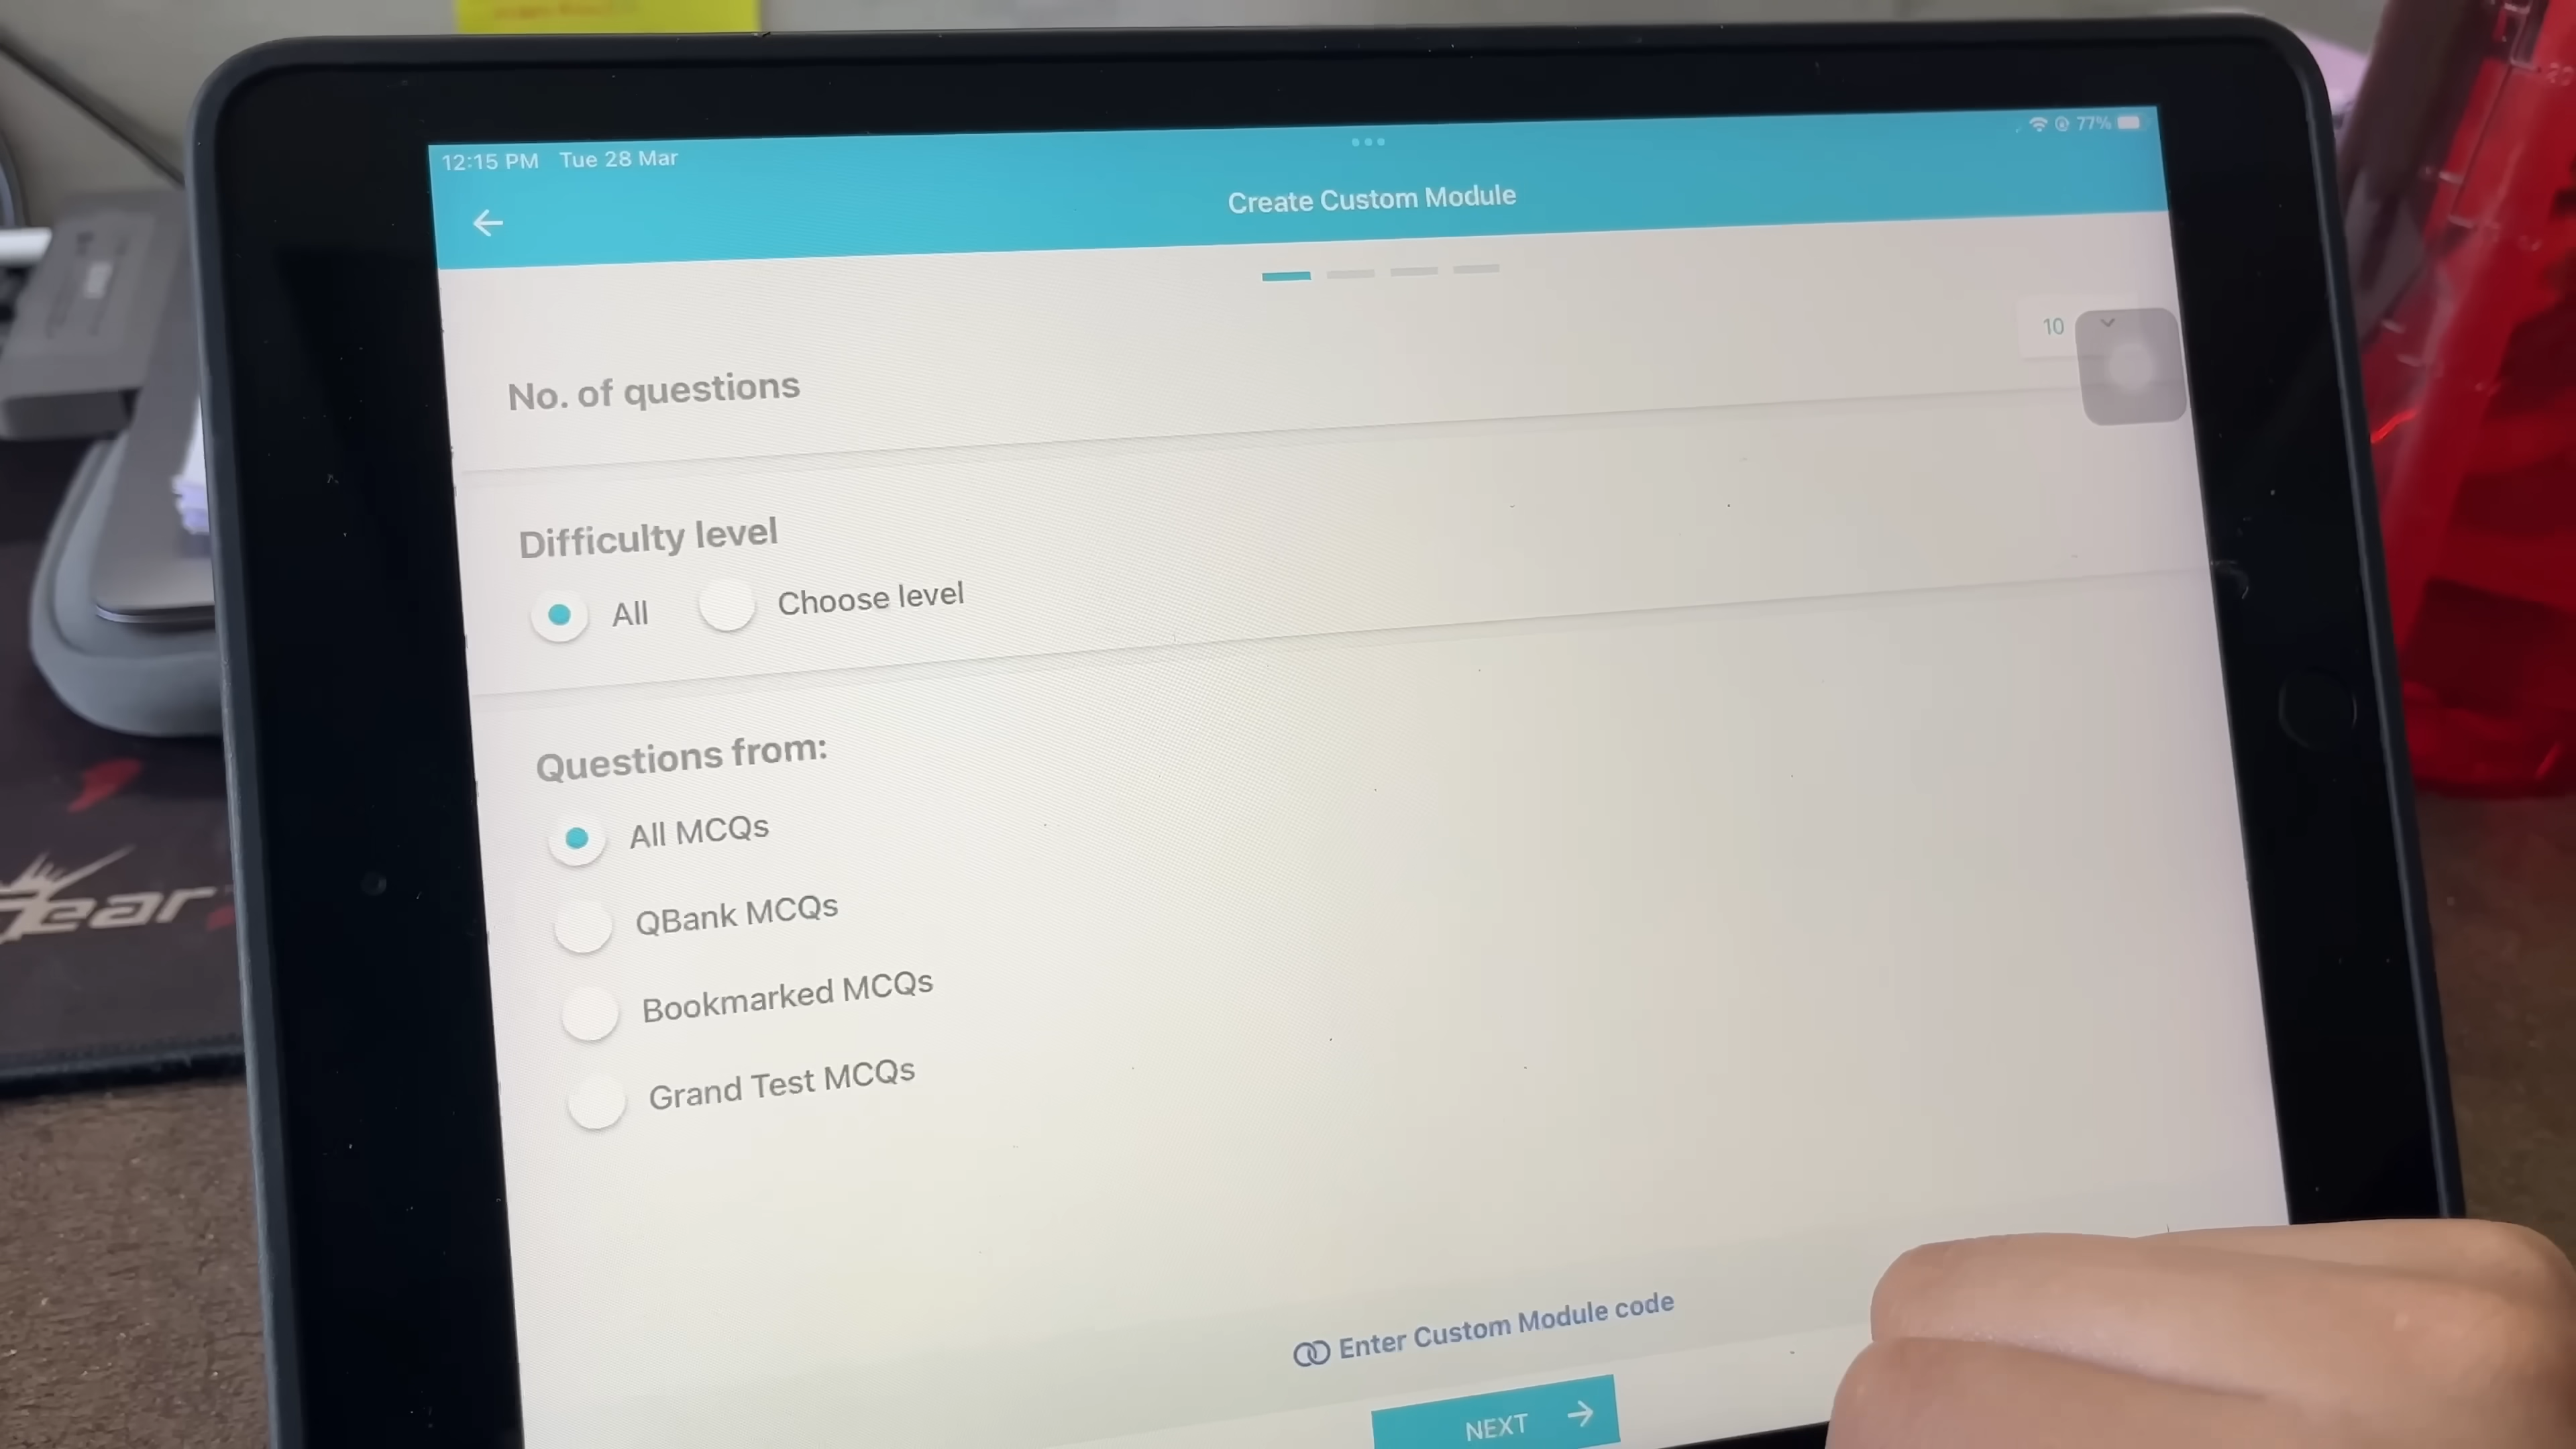 12:15 PM Tue 28 Mar
77%
Create Custom Module
10
No. of questions
Difficulty level
All Choose level
Questions from:
All MCQs
QBank MCQs
Bookmarked MCQs
Grand Test MCQs
Enter Custom Module code
NEXT
ear